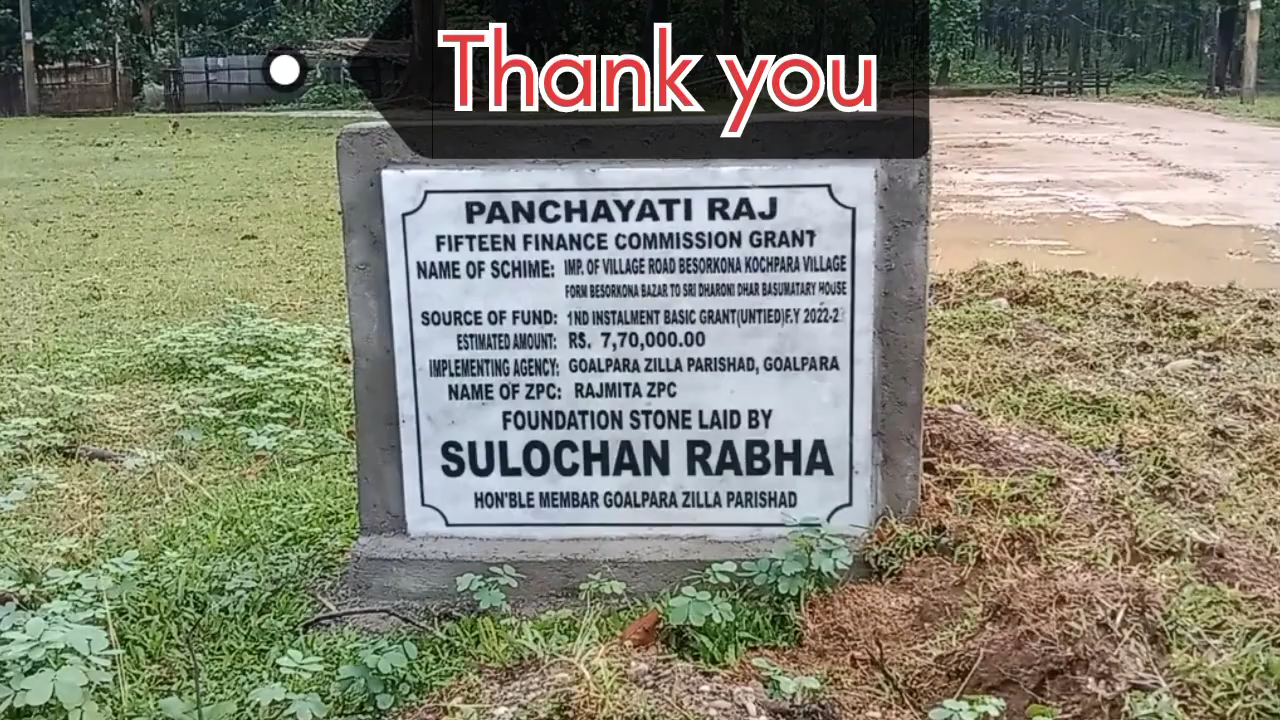 Thank you
PANCHAYATI RAJ
FIFTEEN FINANCE COMMISSION GRANT
NAME OF SCHIME: IMP. OF VILLAGE ROAD BESORKONA KOCHPARA VILLAGE
FORM BESORKONA BAZAR TO SRI DHARONI DHAR BASUMATARY HOUSE
SOURCE OF FUND: 1ND INSTALMENT BASIC GRANT(UNTIED)F.Y 2022-2
ESTIMATED AMOUNT: RS. 7,70,000.00
IMPLEMENTING AGENCY: GOALPARA ZILLA PARISHAD, GOALPARA
NAME OF ZPC: RAJMITA ZPC
FOUNDATION STONE LAID BY
SULOCHAN RABHA
HON'BLE MEMBAR GOALPARA ZILLA PARISHAD